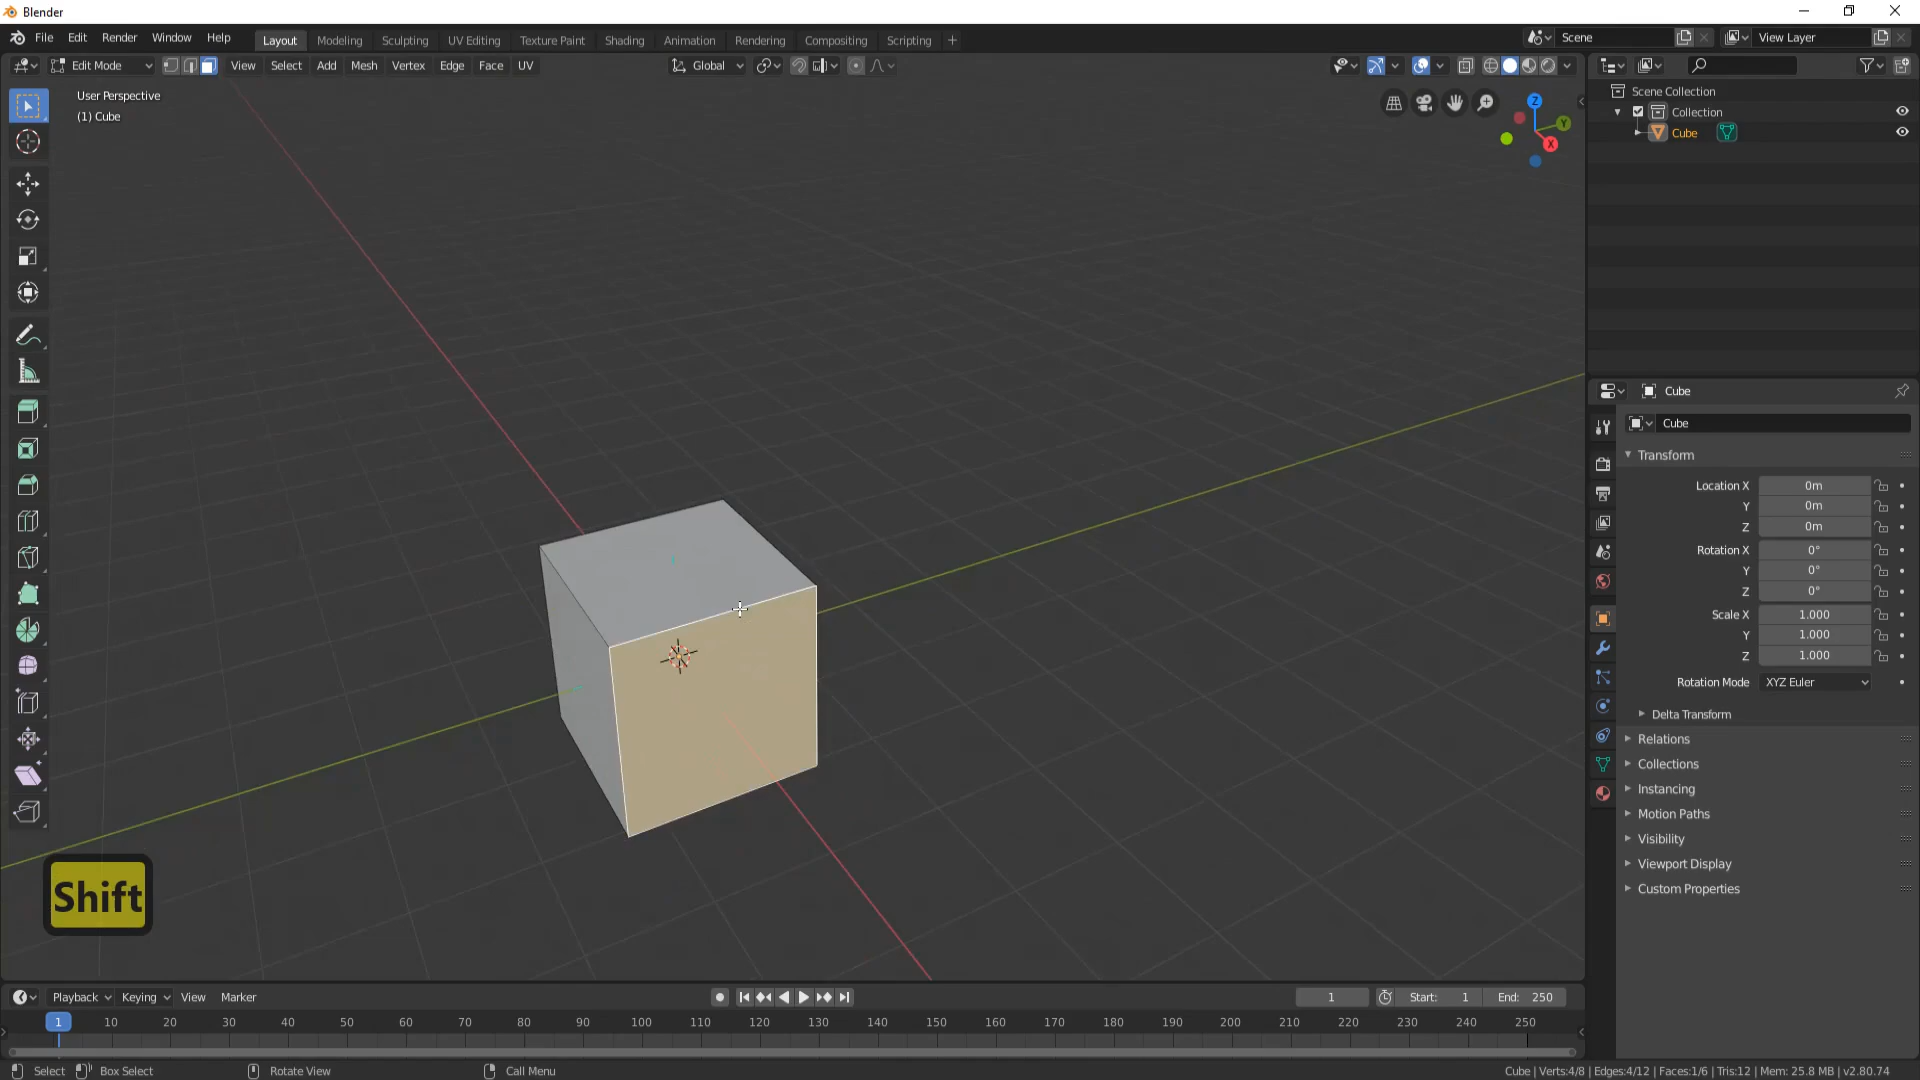 Blender
File Edit Render Window Help Layout Modeling Sculpting UV Editing Texture Paint Shading Animation Rendering Compositing Scripting + Scene View Layer
Edit Mode View Select Add Mesh Vertex Edge Face UV Global
User Perspective
(1) Cube
Z
Y
X
Scene Collection
Collection
Cube
Cube
Cube
Transform
Location X 0m
Y 0m
Z 0m
Rotation X 0°
Y 0°
Z 0°
Scale X 1.000
Y 1.000
Z 1.000
Rotation Mode XYZ Euler
Delta Transform
Relations
Collections
Instancing
Motion Paths
Visibility
Viewport Display
Custom Properties
Shift
Playback Keying View Marker 1 Start: 1 End: 250
1 10 20 30 40 50 60 70 80 90 100 110 120 130 140 150 160 170 180 190 200 210 220 230 240 250
Select Box Select Rotate View Call Menu Cube | Verts:4/8 | Edges:4/12 | Faces:1/6 | Tris:12 | Mem: 25.8 MB | v2.80.74